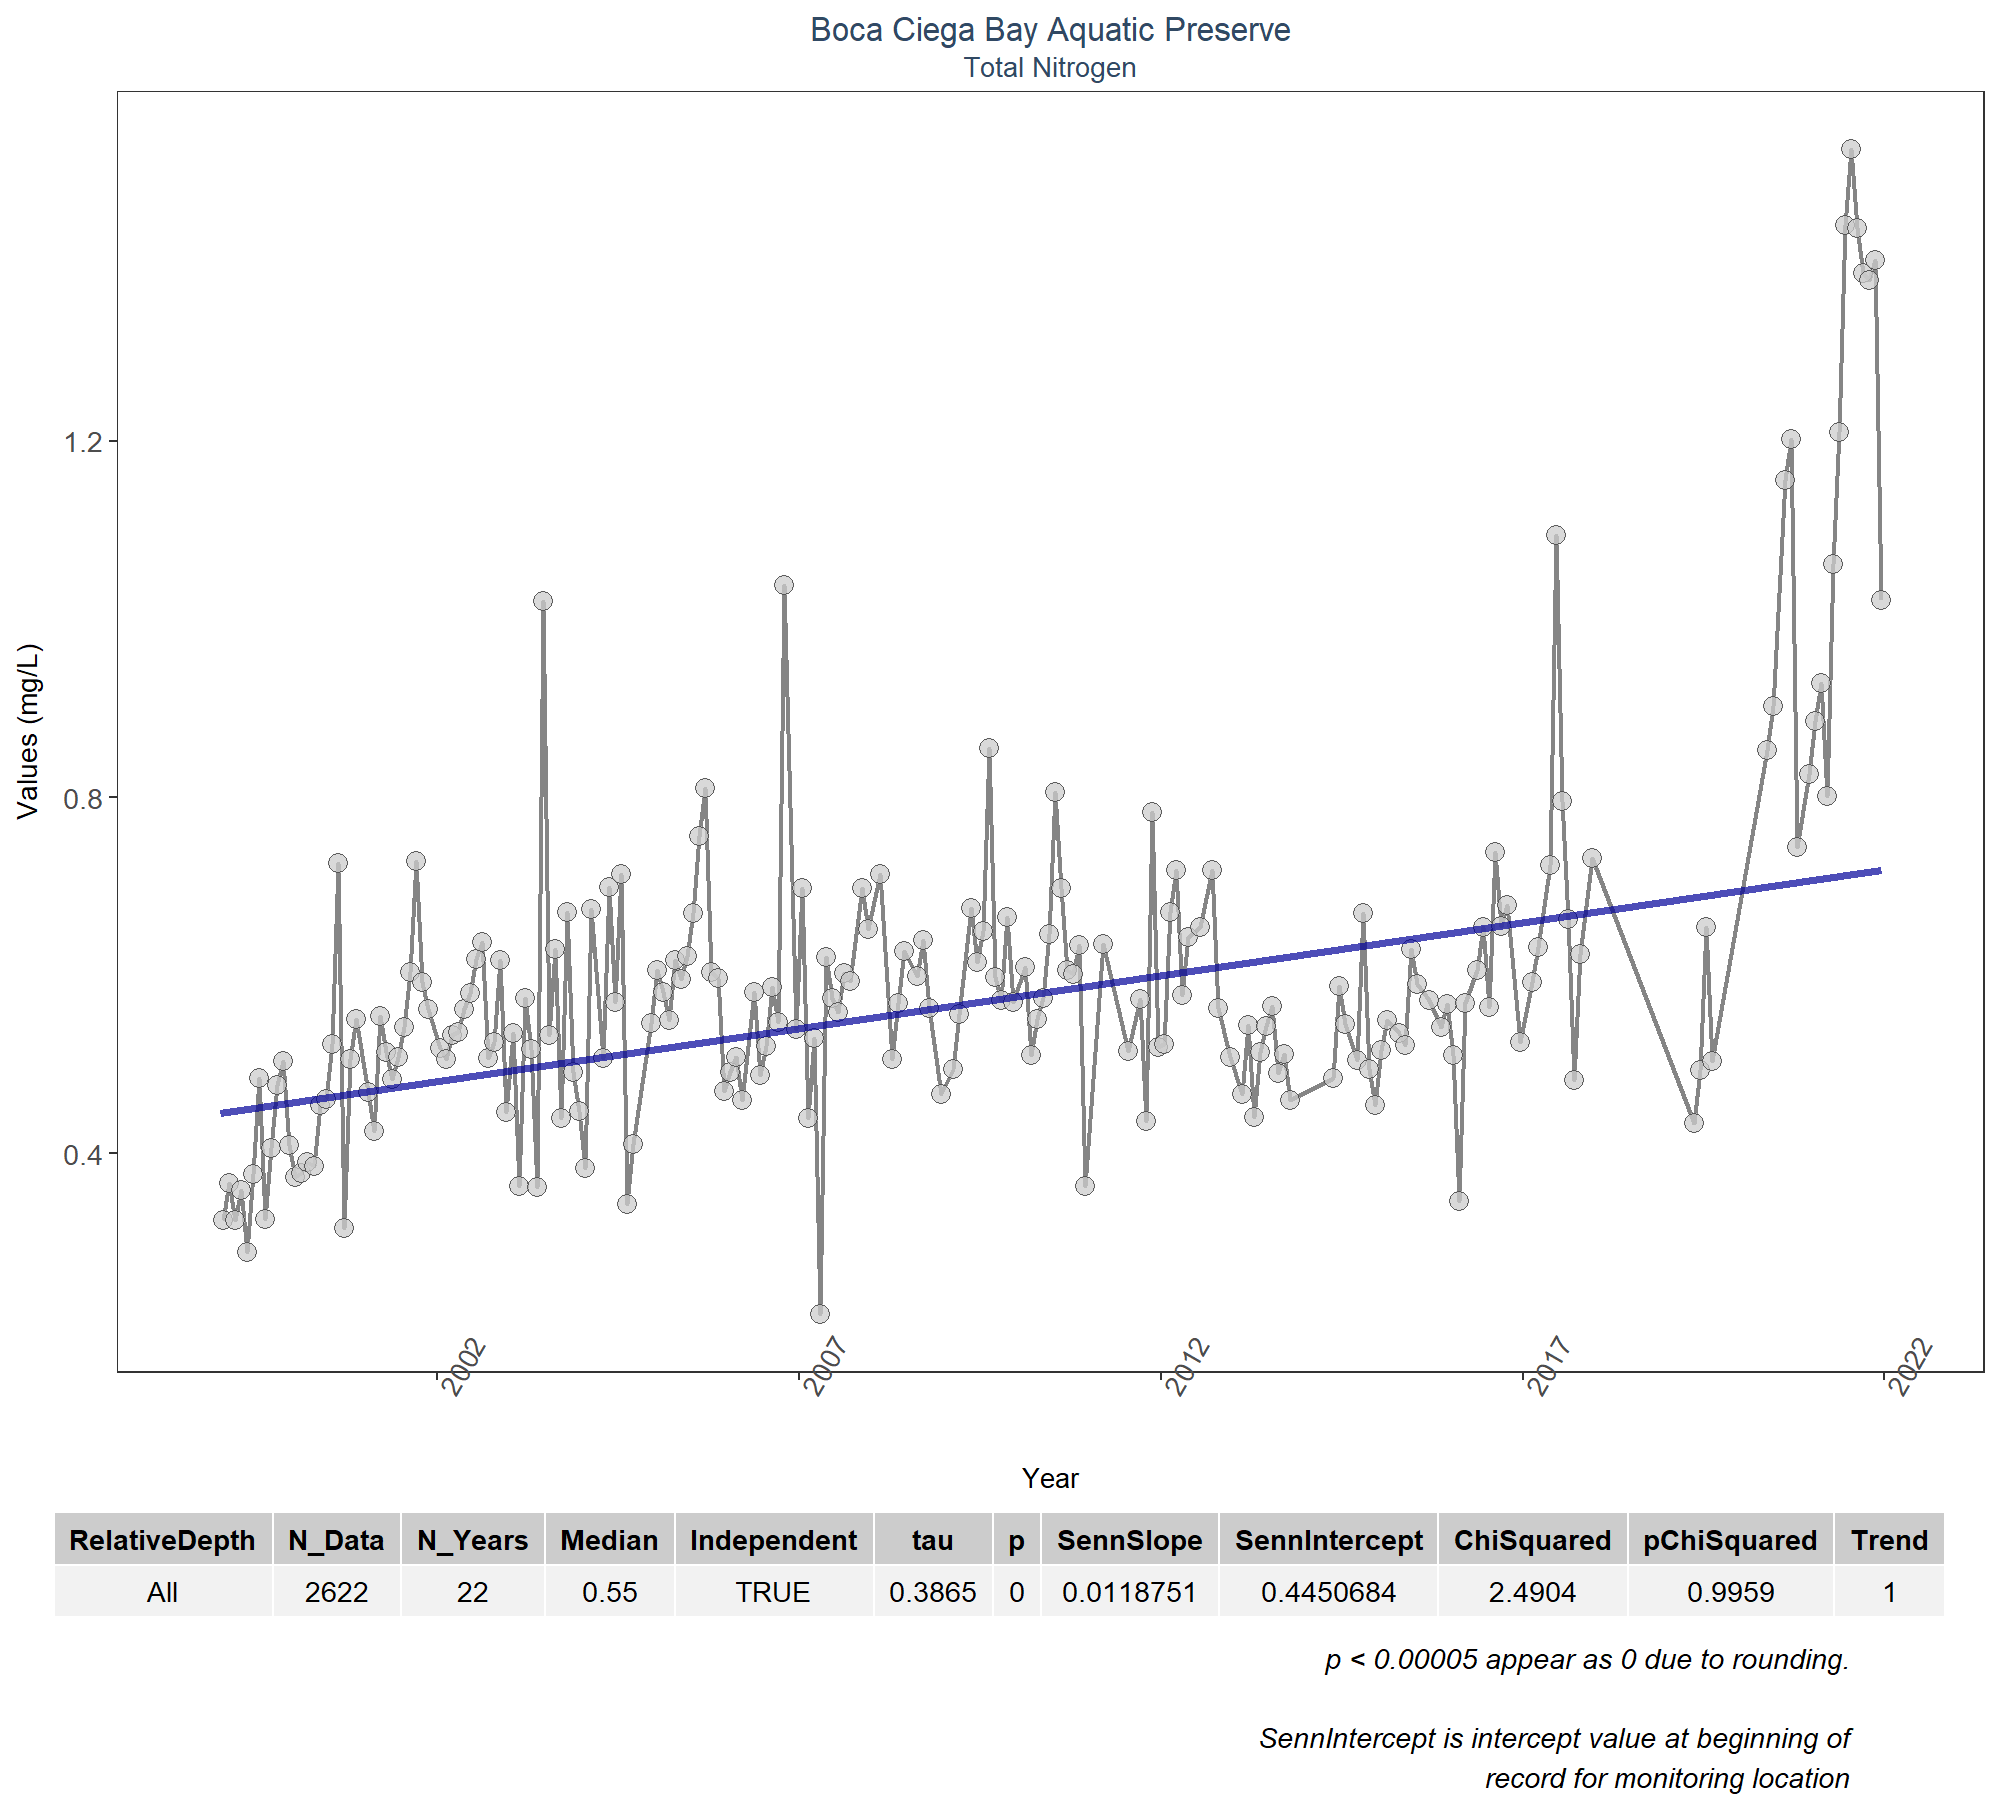 Boca Ciega Bay Aquatic Preserve
Total Nitrogen
Values (mg/L)
1.2
0.8
0.4
2002 2007 2012 2017 2022
Year
RelativeDepth N_Data N_Years Median Independent tau p SennSlope SennIntercept ChiSquared pChiSquared Trend
All 2622 22 0.55 TRUE 0.3865 0 0.0118751 0.4450684 2.4904 0.9959 1
p < 0.00005 appear as 0 due to rounding.
SennIntercept is intercept value at beginning of
record for monitoring location